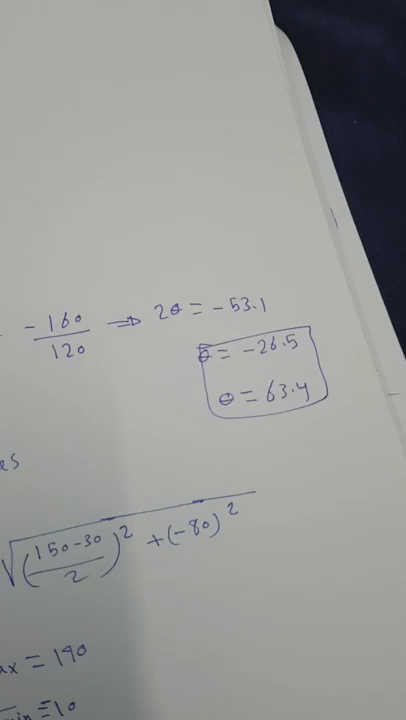 -160/120 ⇒ 2θ = -53.1
θ = -26.5
θ = 63.4
es
√((150-30)/2)² + (-80)²
ax = 190
min = 10